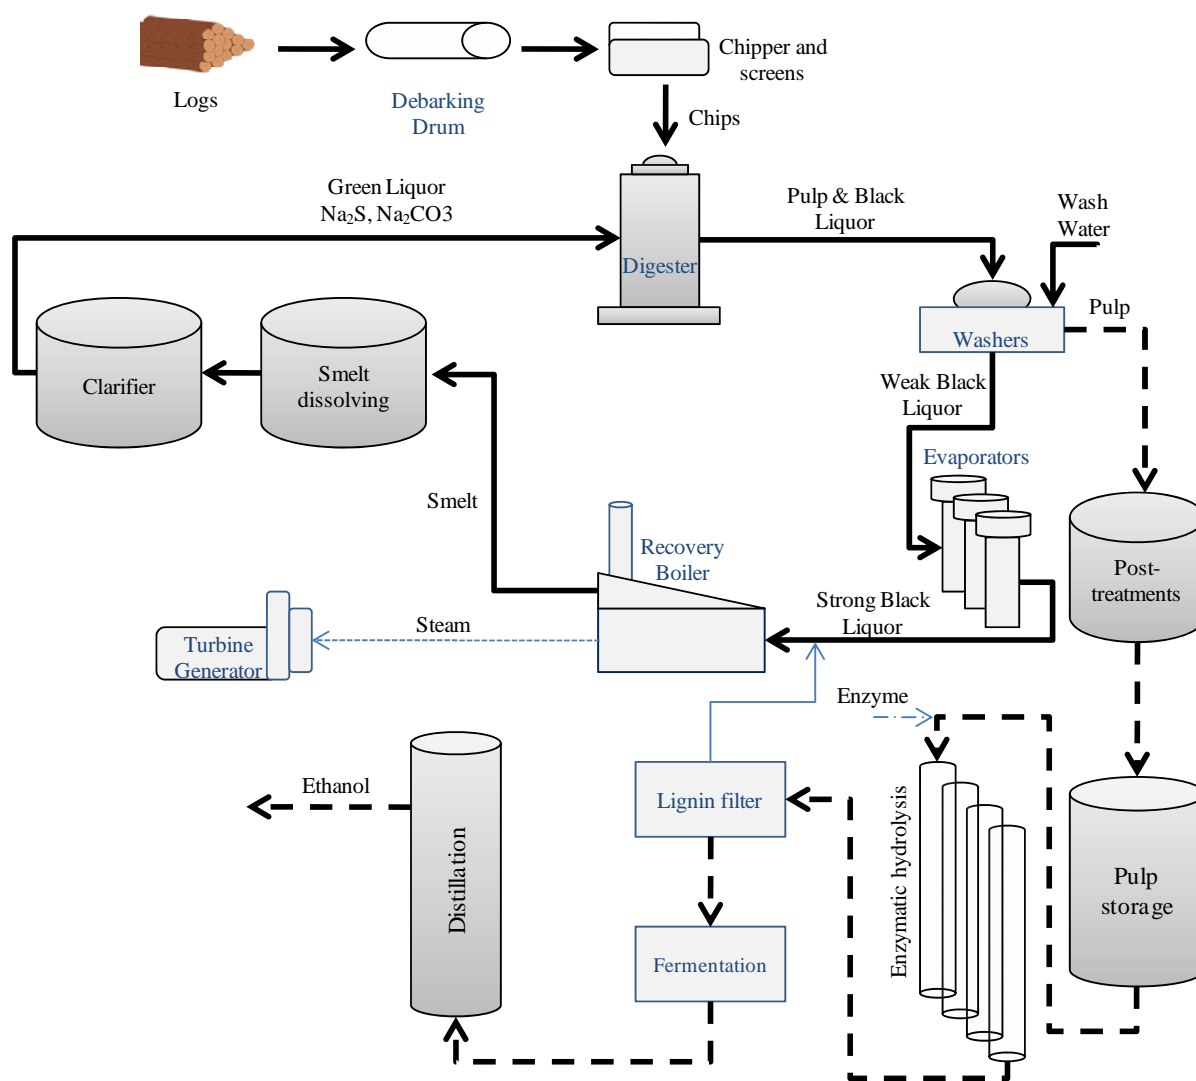 Logs
Debarking
Drum
Chipper and
screens
Chips
Green Liquor
Na₂S, Na₂CO3
Pulp & Black
Liquor
Wash
Water
Digester
Pulp
Washers
Clarifier
Smelt
dissolving
Weak Black
Liquor
Evaporators
Smelt
Recovery
Boiler
Post-
treatments
Strong Black
Liquor
Steam
Turbine
Generator
Enzyme
Ethanol
Lignin filter
Enzymatic hydrolysis
Distillation
Pulp
storage
Fermentation